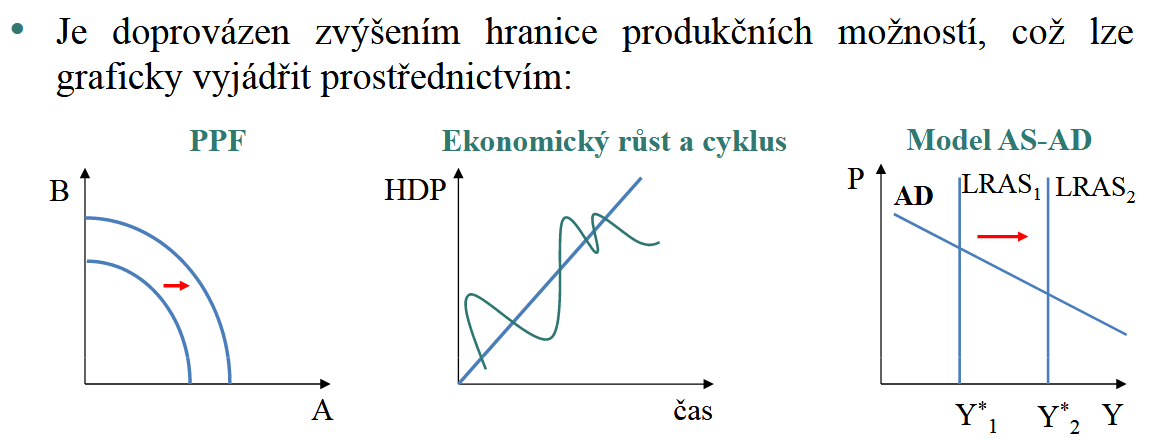 • Je doprovázen zvýšením hranice produkčních možností, což lze
graficky vyjádřit prostřednictvím:
PPF
B
A
Ekonomický růst a cyklus
HDP
čas
Model AS-AD
P
AD
LRAS₁
LRAS₂
Y*₁
Y*₂
Y